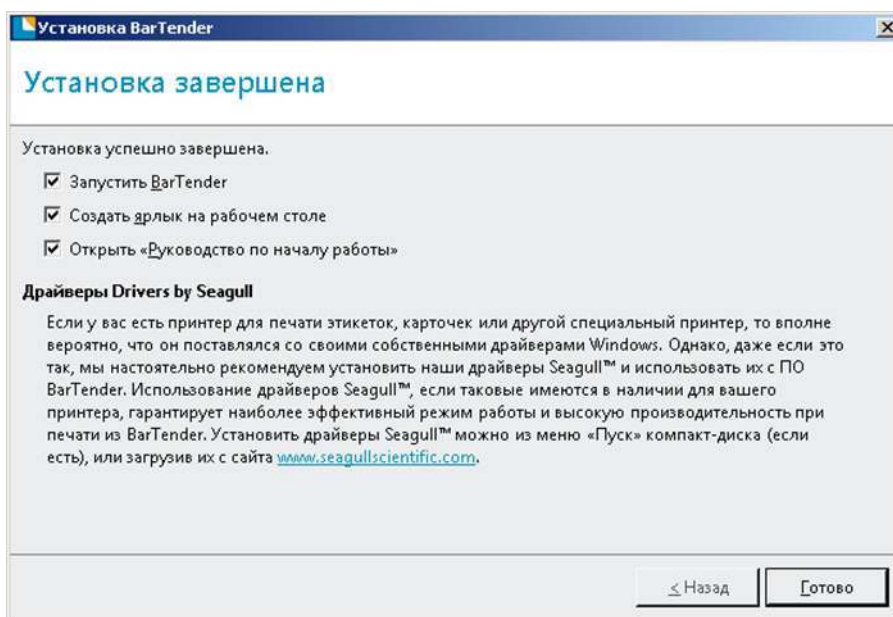 Установка BarTender
Установка завершена
Установка успешно завершена.
Запустить BarTender
Создать ярлык на рабочем столе
Открыть «Руководство по началу работы»
Драйверы Drivers by Seagull
Если у вас есть принтер для печати этикеток, карточек или другой специальный принтер, то вполне
вероятно, что он поставлялся со своими собственными драйверами Windows. Однако, даже если это
так, мы настоятельно рекомендуем установить наши драйверы Seagull™ и использовать их с ПО
BarTender. Использование драйверов Seagull™, если таковые имеются в наличии для вашего
принтера, гарантирует наиболее эффективный режим работы и высокую производительность при
печати из BarTender. Установить драйверы Seagull™ можно из меню «Пуск» компакт-диска (если
есть), или загрузив их с сайта www.seagullscientific.com.
< Назад
Готово